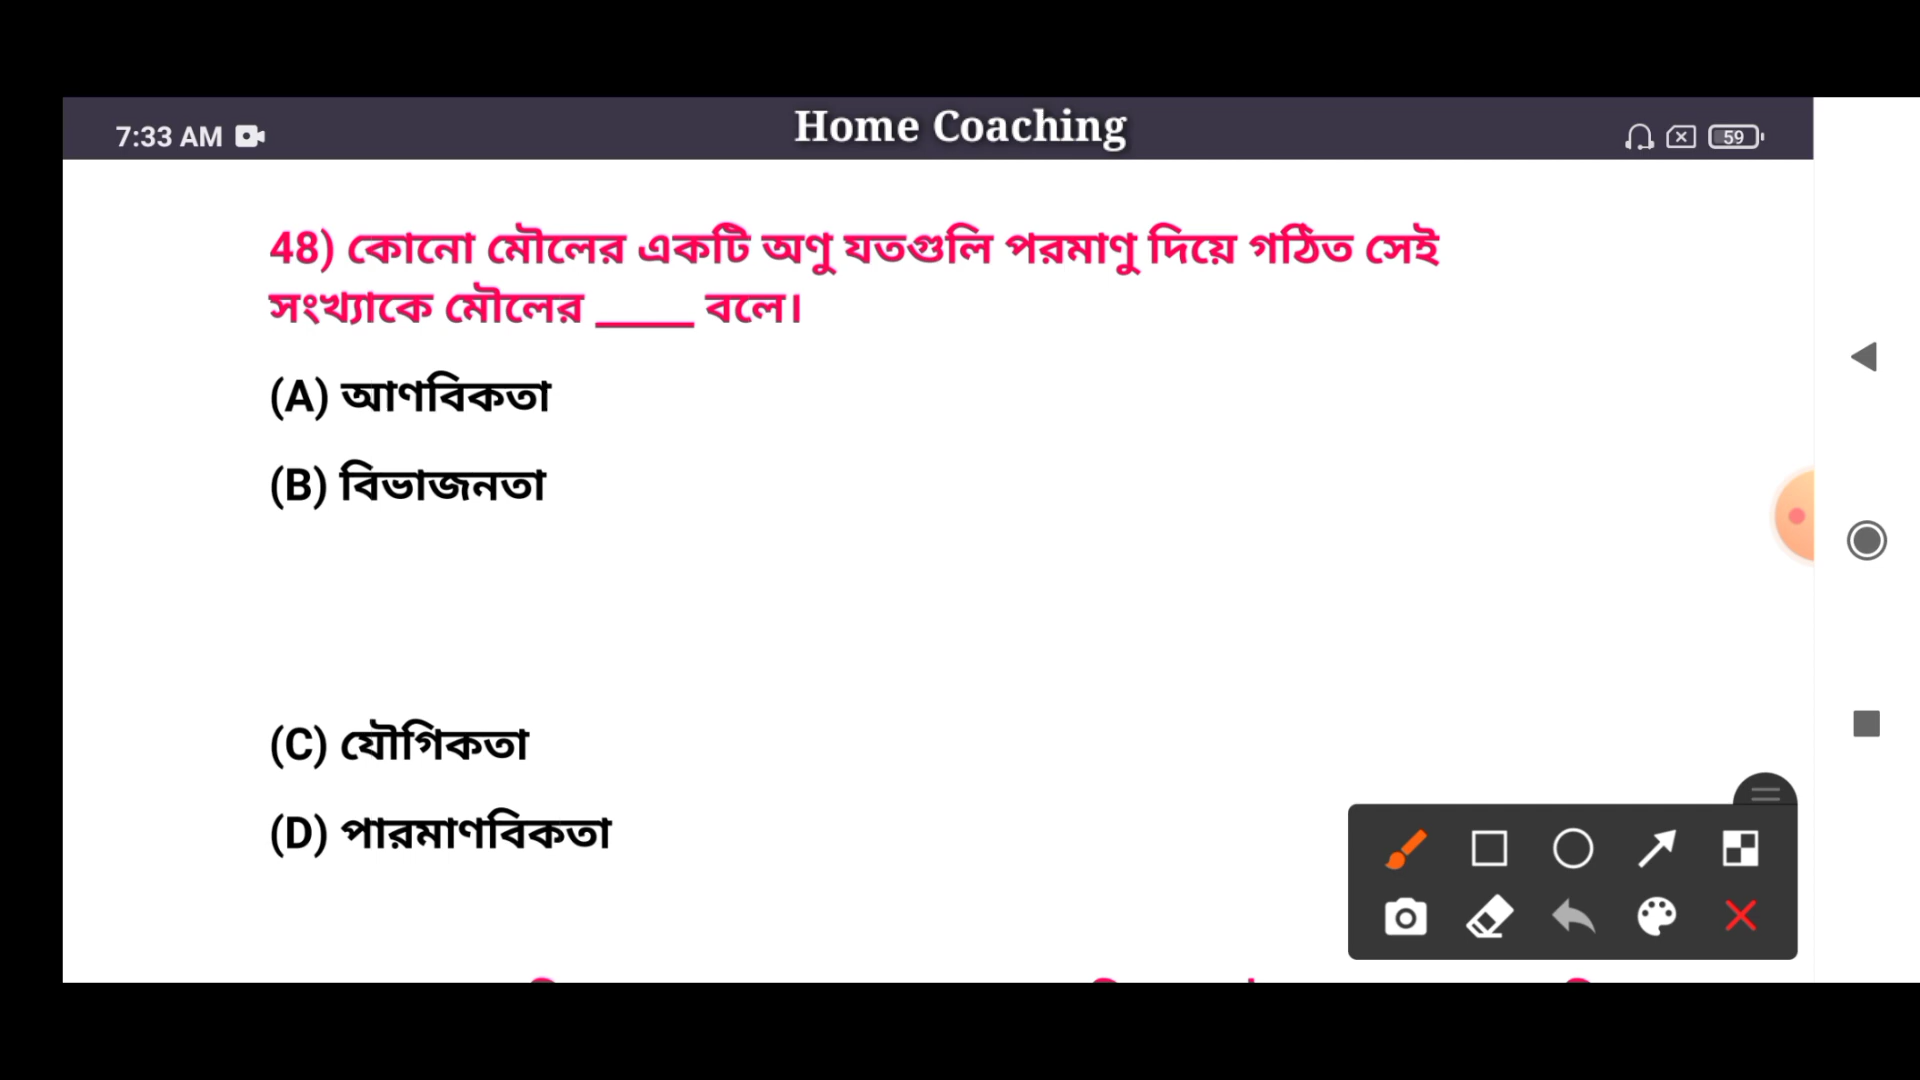 7:33 AM
Home Coaching
59
48) কোনো মৌলের একটি অণু যতগুলি পরমাণু দিয়ে গঠিত সেই
সংখ্যাকে মৌলের _____ বলে।
(A) আণবিকতা
(B) বিভাজনতা
(C) যৌগিকতা
(D) পারমাণবিকতা